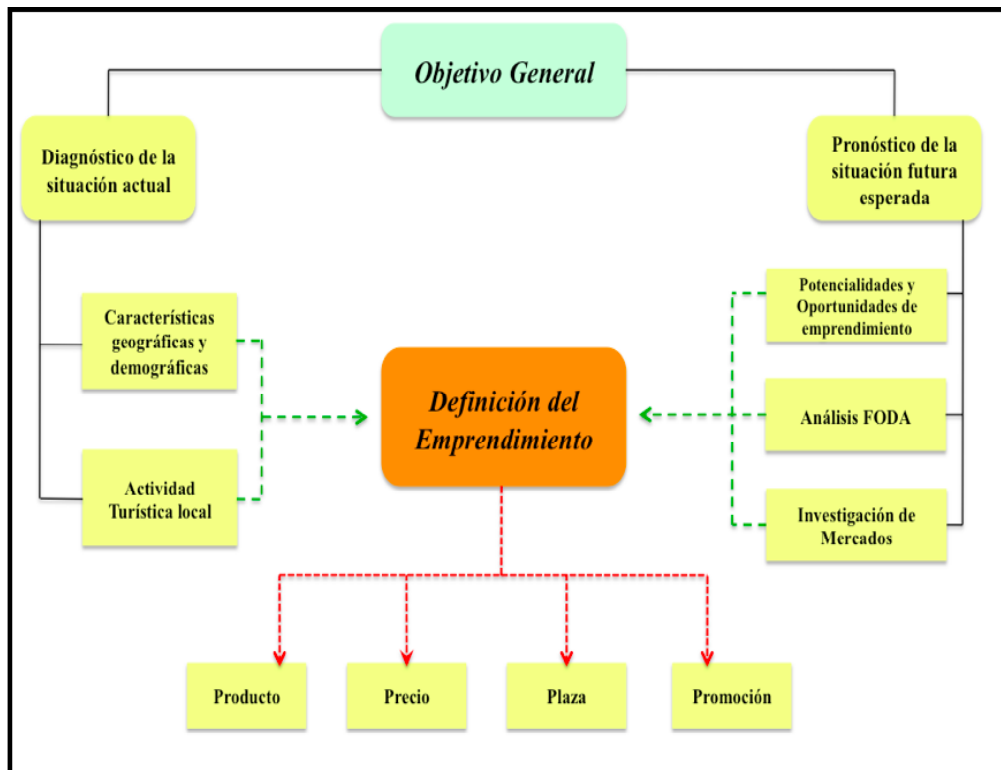 Objetivo General
Diagnóstico de la
situación actual
Pronóstico de la
situación futura
esperada
Características
geográficas y
demográficas
Actividad
Turística local
Definición del
Emprendimiento
Potencialidades y
Oportunidades de
emprendimiento
Análisis FODA
Investigación de
Mercados
Producto
Precio
Plaza
Promoción